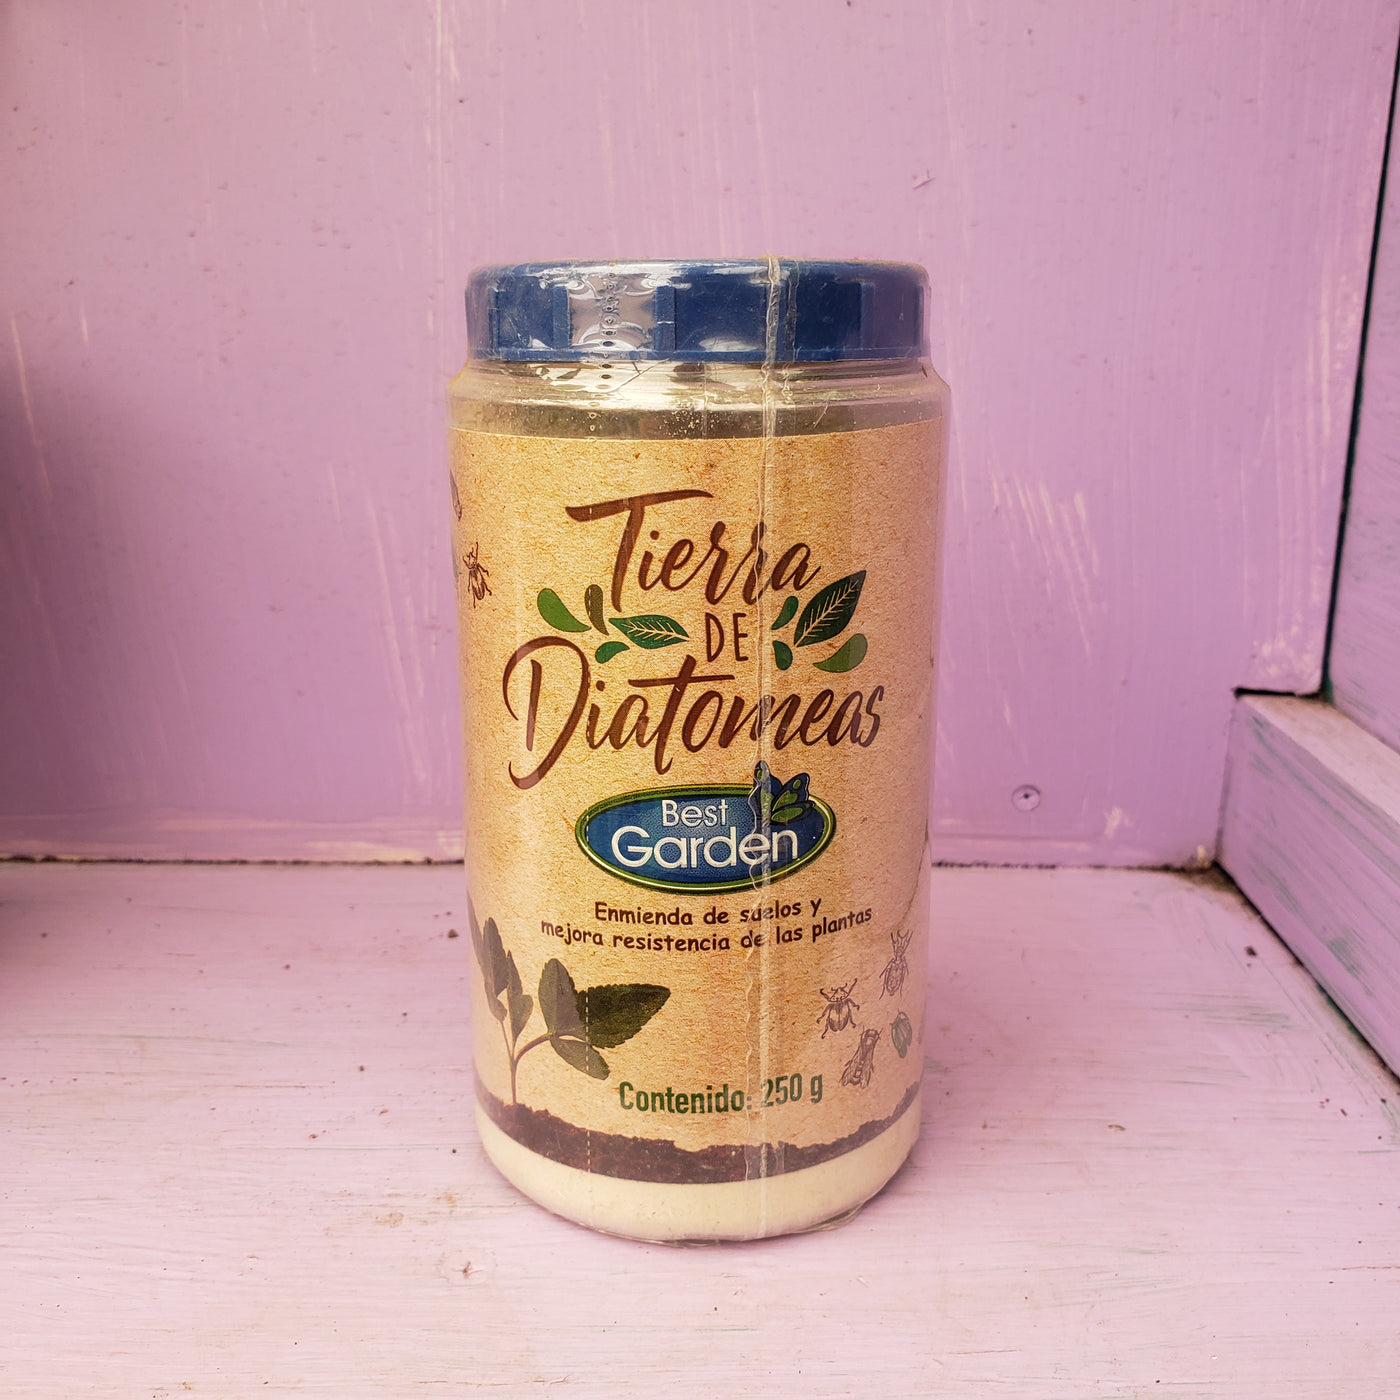 Tierra
DE
Diatomeas
Best
Garden
Enmienda de suelos y
mejora resistencia de las plantas
Contenido: 250 g